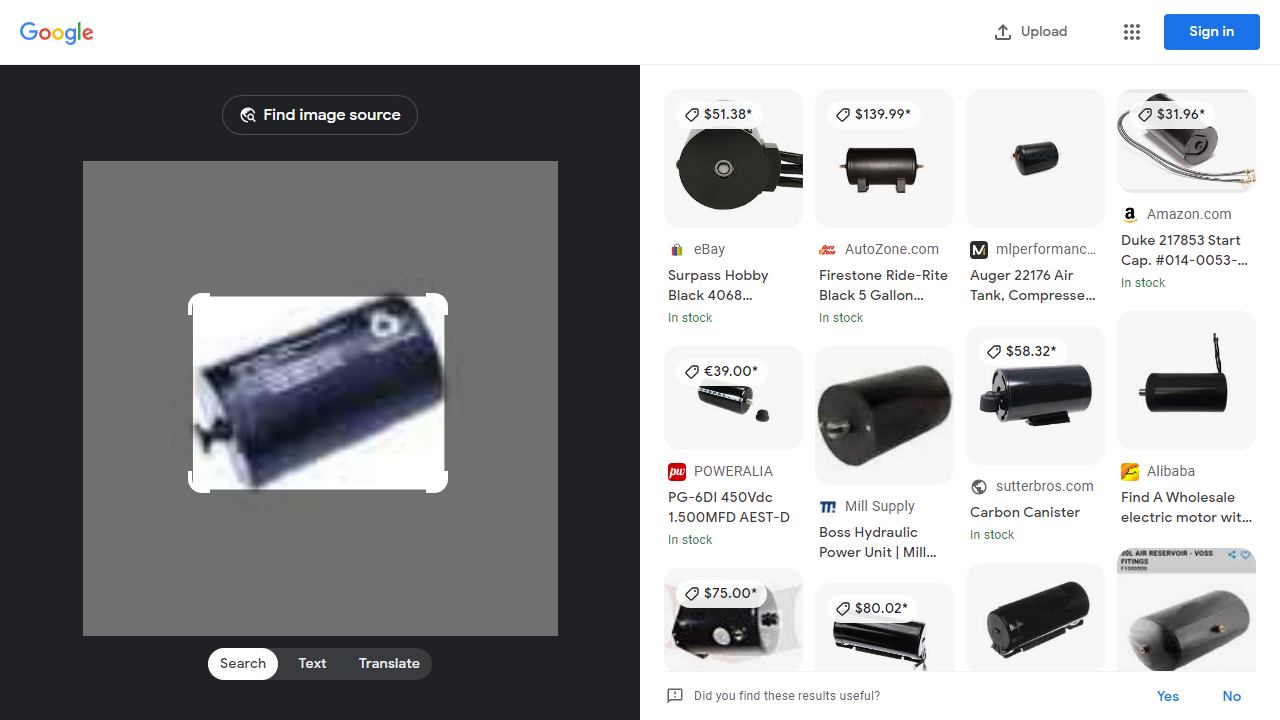 Google
Upload
Sign in
Find image source
Search
Text
Translate
$51.38*
eBay
Surpass Hobby
Black 4068...
In stock
$139.99*
AutoZone.com
Firestone Ride-Rite
Black 5 Gallon...
In stock
mlperformanc...
Auger 22176 Air
Tank, Compresse...
$31.96*
Amazon.com
Duke 217853 Start
Cap. #014-0053-...
In stock
€39.00*
POWERALIA
PG-6DI 450Vdc
1.500MFD AEST-D
In stock
Mill Supply
Boss Hydraulic
Power Unit | Mill...
$58.32*
sutterbros.com
Carbon Canister
In stock
Alibaba
Find A Wholesale
electric motor wit...
$75.00*
$80.02*
30L AIR RESERVOIR - VOSS
FITTINGS
Did you find these results useful?
Yes
No